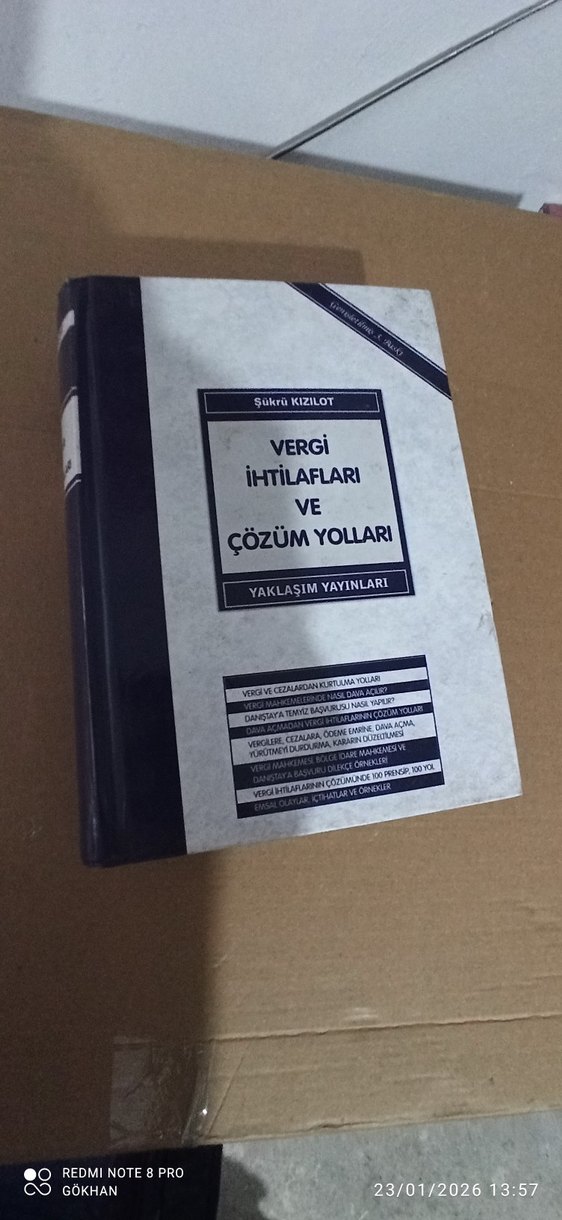 Genişletilmiş 3. Baskı
Şükrü KIZILOT
VERGİ
İHTİLAFLARI
VE
ÇÖZÜM YOLLARI
YAKLAŞIM YAYINLARI
VERGİ VE CEZALARDAN KURTULMA YOLLARI
VERGİ MAHKEMELERİNDE NASIL DAVA AÇILIR?
DANIŞTAY'A TEMYİZ BAŞVURUSU NASIL YAPILIR?
DAVA AÇMADAN VERGİ İHTİLAFLARININ ÇÖZÜM YOLLARI
VERGİLERE, CEZALARA, ÖDEME EMRİNE, DAVA AÇMA,
YÜRÜTMEYİ DURDURMA, KARARIN DÜZELTİLMESİ
VERGİ MAHKEMESİ, BÖLGE İDARE MAHKEMESİ VE
DANIŞTAY'A BAŞVURU DİLEKÇE ÖRNEKLERİ
VERGİ İHTİLAFLARININ ÇÖZÜMÜNDE 100 PRENSİP, 100 YOL
EMSAL OLAYLAR, İÇTİHATLAR VE ÖRNEKLER
REDMI NOTE 8 PRO
GÖKHAN
23/01/2026 13:57